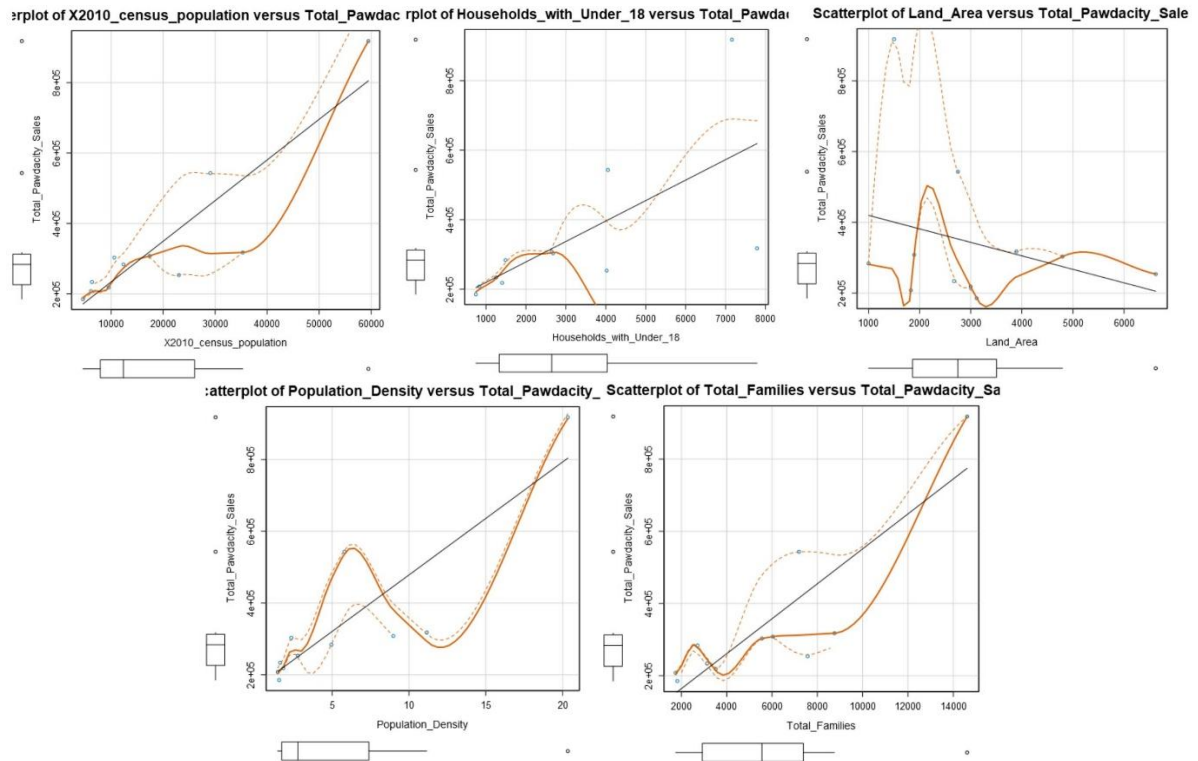 erplot of X2010_census_population versus Total_Pawdac
rplot of Households_with_Under_18 versus Total_Pawdac
Scatterplot of Land_Area versus Total_Pawdacity_Sale
Total_Pawdacity_Sales
2e+05 4e+05 6e+05 8e+05
10000 20000 30000 40000 50000 60000
X2010_census_population
Total_Pawdacity_Sales
2e+05 4e+05 6e+05 8e+05
1000 2000 3000 4000 5000 6000 7000 8000
Households_with_Under_18
Total_Pawdacity_Sales
2e+05 4e+05 6e+05 8e+05
1000 2000 3000 4000 5000 6000
Land_Area
catterplot of Population_Density versus Total_Pawdacity_
Scatterplot of Total_Families versus Total_Pawdacity_Sa
Total_Pawdacity_Sales
2e+05 4e+05 6e+05 8e+05
5 10 15 20
Population_Density
Total_Pawdacity_Sales
2e+05 4e+05 6e+05 8e+05
2000 4000 6000 8000 10000 12000 14000
Total_Families